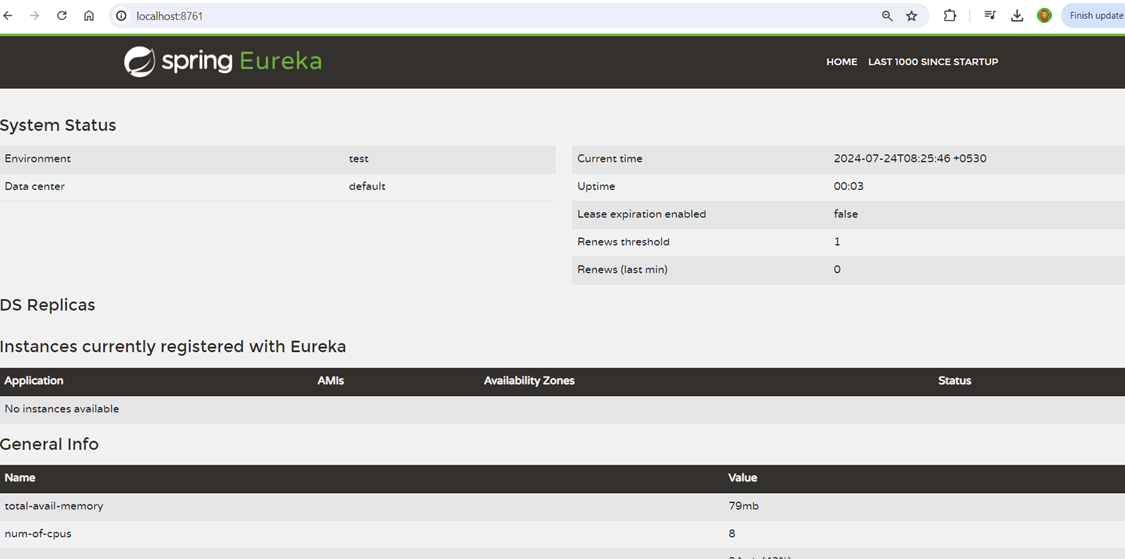 localhost:8761
Finish update
spring Eureka
HOME LAST 1000 SINCE STARTUP
System Status
Environment test
Data center default
Current time 2024-07-24T08:25:46 +0530
Uptime 00:03
Lease expiration enabled false
Renews threshold 1
Renews (last min) 0
DS Replicas
Instances currently registered with Eureka
Application AMIs Availability Zones Status
No instances available
General Info
Name Value
total-avail-memory 79mb
num-of-cpus 8